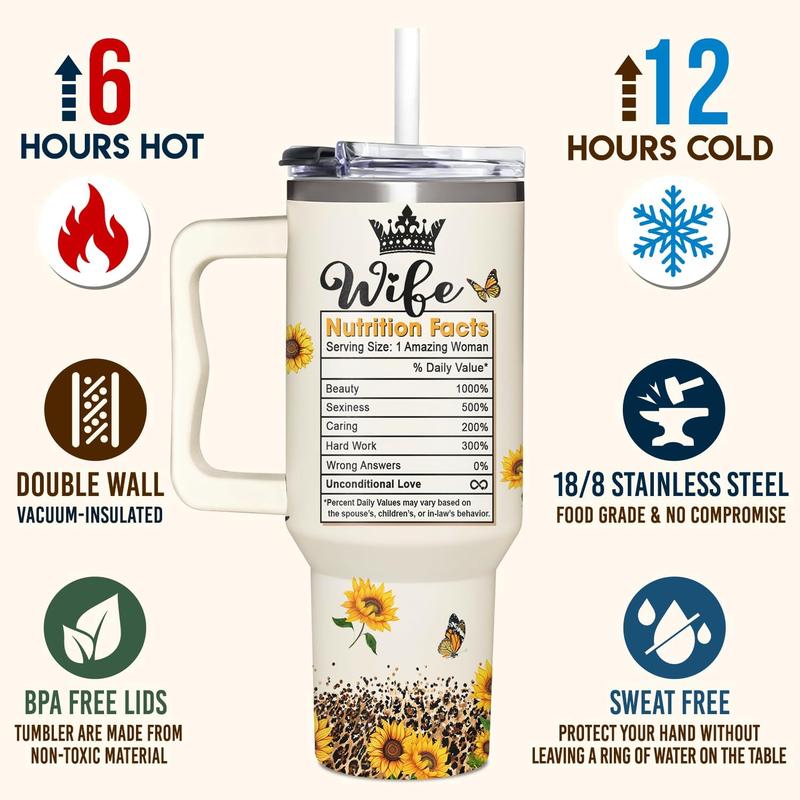 6
HOURS HOT
12
HOURS COLD
Wife
Nutrition Facts
Serving Size: 1 Amazing Woman
% Daily Value*
Beauty 1000%
Sexiness 500%
Caring 200%
Hard Work 300%
Wrong Answers 0%
Unconditional Love ∞
*Percent Daily Values may vary based on
the spouse's, children's, or in-law's behavior.
DOUBLE WALL
VACUUM-INSULATED
18/8 STAINLESS STEEL
FOOD GRADE & NO COMPROMISE
BPA FREE LIDS
TUMBLER ARE MADE FROM
NON-TOXIC MATERIAL
SWEAT FREE
PROTECT YOUR HAND WITHOUT
LEAVING A RING OF WATER ON THE TABLE